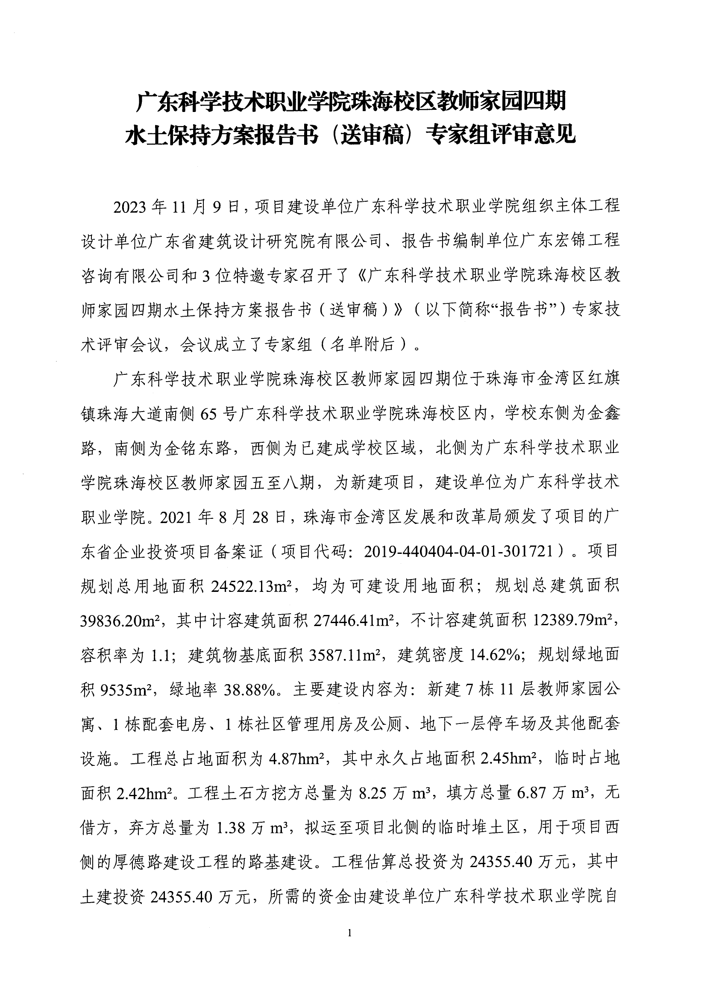 广东科学技术职业学院珠海校区教师家园四期
水土保持方案报告书（送审稿）专家组评审意见
2023 年 11 月 9 日，项目建设单位广东科学技术职业学院组织主体工程
设计单位广东省建筑设计研究院有限公司、报告书编制单位广东宏锦工程
咨询有限公司和 3 位特邀专家召开了《广东科学技术职业学院珠海校区教
师家园四期水土保持方案报告书（送审稿）》（以下简称“报告书”）专家技
术评审会议，会议成立了专家组（名单附后）。
广东科学技术职业学院珠海校区教师家园四期位于珠海市金湾区红旗
镇珠海大道南侧 65 号广东科学技术职业学院珠海校区内，学校东侧为金鑫
路，南侧为金铭东路，西侧为已建成学校区域，北侧为广东科学技术职业
学院珠海校区教师家园五至八期，为新建项目，建设单位为广东科学技术
职业学院。2021 年 8 月 28 日，珠海市金湾区发展和改革局颁发了项目的广
东省企业投资项目备案证（项目代码：2019-440404-04-01-301721）。项目
规划总用地面积 24522.13m²，均为可建设用地面积；规划总建筑面积
39836.20m²，其中计容建筑面积 27446.41m²，不计容建筑面积 12389.79m²，
容积率为 1.1；建筑物基底面积 3587.11m²，建筑密度 14.62%；规划绿地面
积 9535m²，绿地率 38.88%。主要建设内容为：新建 7 栋 11 层教师家园公
寓、1 栋配套电房、1 栋社区管理用房及公厕、地下一层停车场及其他配套
设施。工程总占地面积为 4.87hm²，其中永久占地面积 2.45hm²，临时占地
面积 2.42hm²。工程土石方挖方总量为 8.25 万 m³，填方总量 6.87 万 m³，无
借方，弃方总量为 1.38 万 m³，拟运至项目北侧的临时堆土区，用于项目西
侧的厚德路建设工程的路基建设。工程估算总投资为 24355.40 万元，其中
土建投资 24355.40 万元，所需的资金由建设单位广东科学技术职业学院自
1